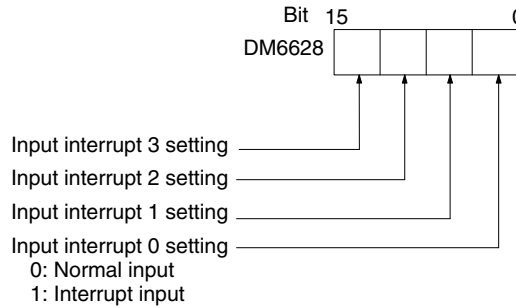 Bit 15 0
DM6628
Input interrupt 3 setting
Input interrupt 2 setting
Input interrupt 1 setting
Input interrupt 0 setting
0: Normal input
1: Interrupt input